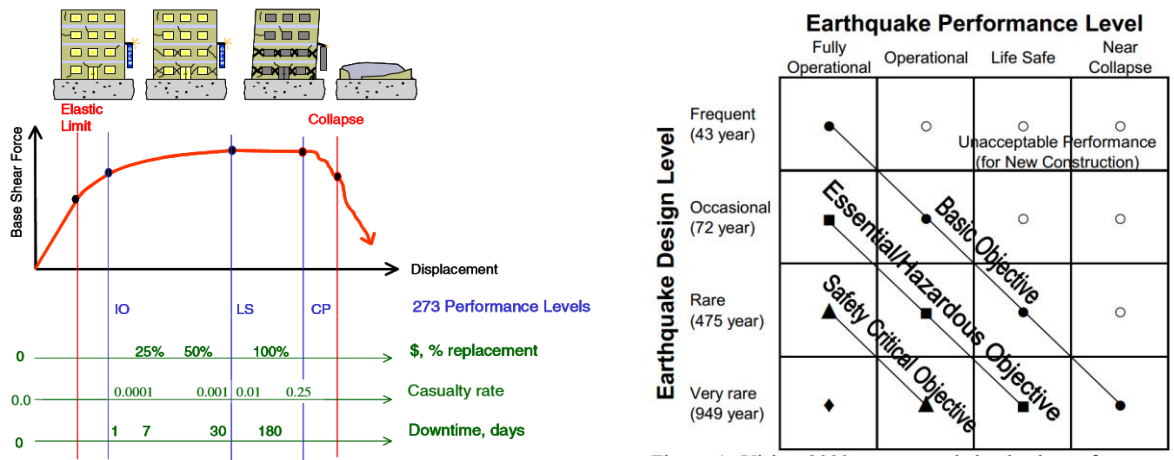 Elastic
Limit
Collapse
Base Shear Force
Displacement
IO
LS
CP
273 Performance Levels
0
25%
50%
100%
$, % replacement
0.0
0.0001
0.001
0.01
0.25
Casualty rate
0
1
7
30
180
Downtime, days
Earthquake Performance Level
Fully
Operational
Operational
Life Safe
Near
Collapse
Earthquake Design Level
Frequent
(43 year)
Unacceptable Performance
(for New Construction)
Occasional
(72 year)
Rare
(475 year)
Very rare
(949 year)
Basic Objective
Essential/Hazardous Objective
Safety Critical Objective